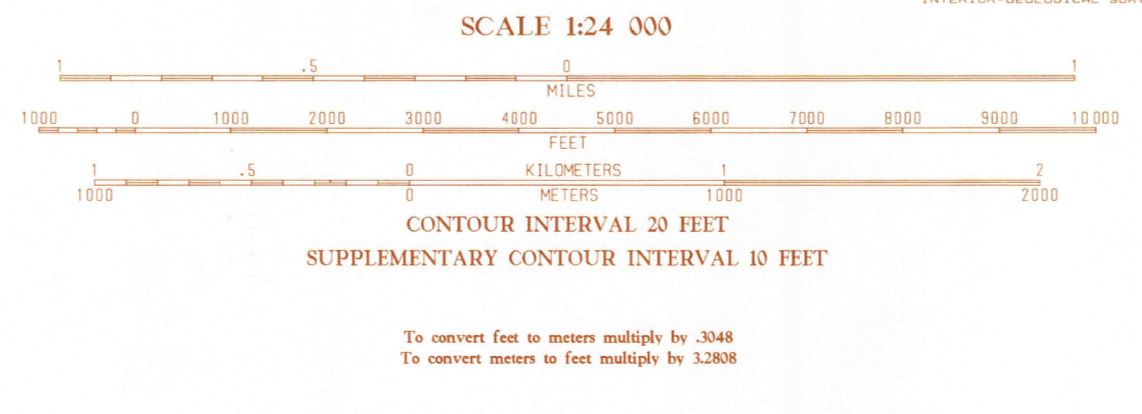 INTERIOR-GEOLOGICAL SURV
SCALE 1:24 000
1 .5 0 1
MILES
1000 0 1000 2000 3000 4000 5000 6000 7000 8000 9000 10 000
FEET
1 .5 0 KILOMETERS 1 2
1000 0 METERS 1000 2000
CONTOUR INTERVAL 20 FEET
SUPPLEMENTARY CONTOUR INTERVAL 10 FEET
To convert feet to meters multiply by .3048
To convert meters to feet multiply by 3.2808